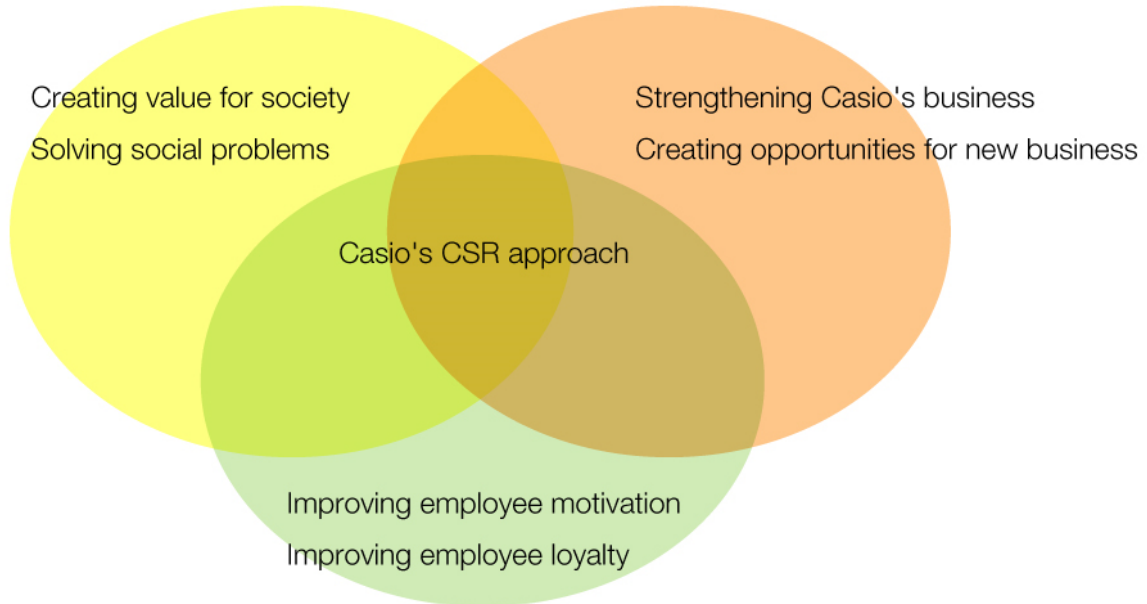 Creating value for society
Solving social problems
Strengthening Casio's business
Creating opportunities for new business
Casio's CSR approach
Improving employee motivation
Improving employee loyalty